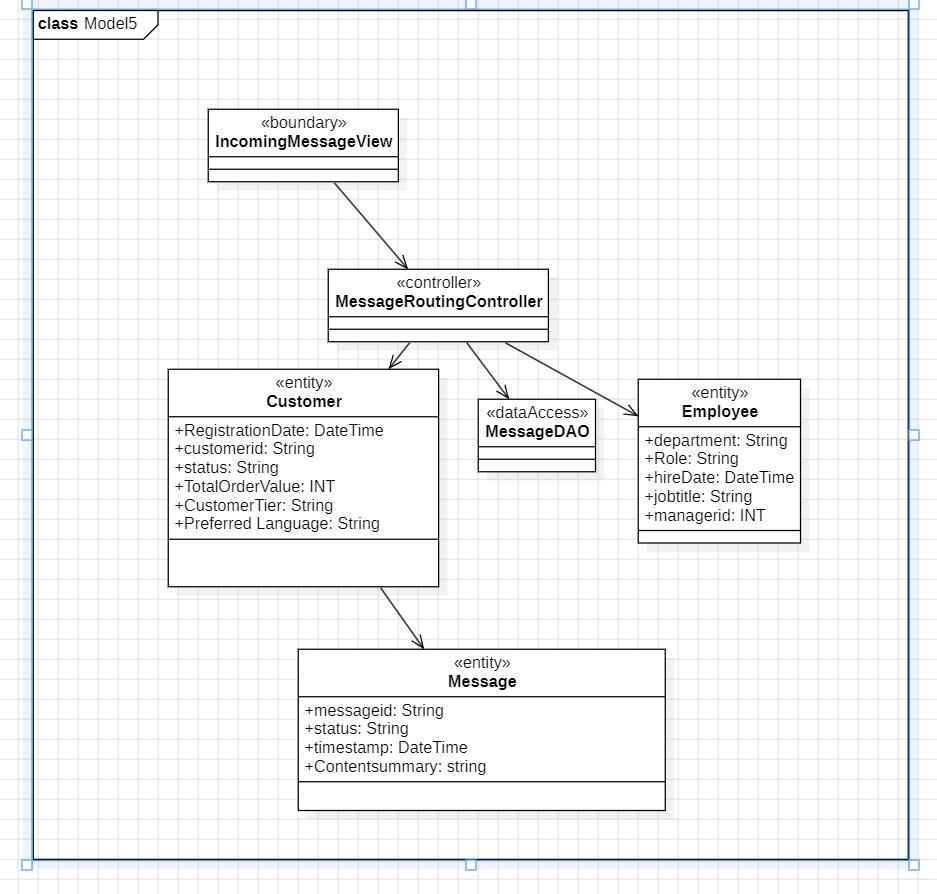 class Model5
«boundary»
IncomingMessageView
«controller»
MessageRoutingController
«entity»
Customer
+RegistrationDate: DateTime
+customerid: String
+status: String
+TotalOrderValue: INT
+CustomerTier: String
+Preferred Language: String
«dataAccess»
MessageDAO
«entity»
Employee
+department: String
+Role: String
+hireDate: DateTime
+jobtitle: String
+managerid: INT
«entity»
Message
+messageid: String
+status: String
+timestamp: DateTime
+Contentsummary: string